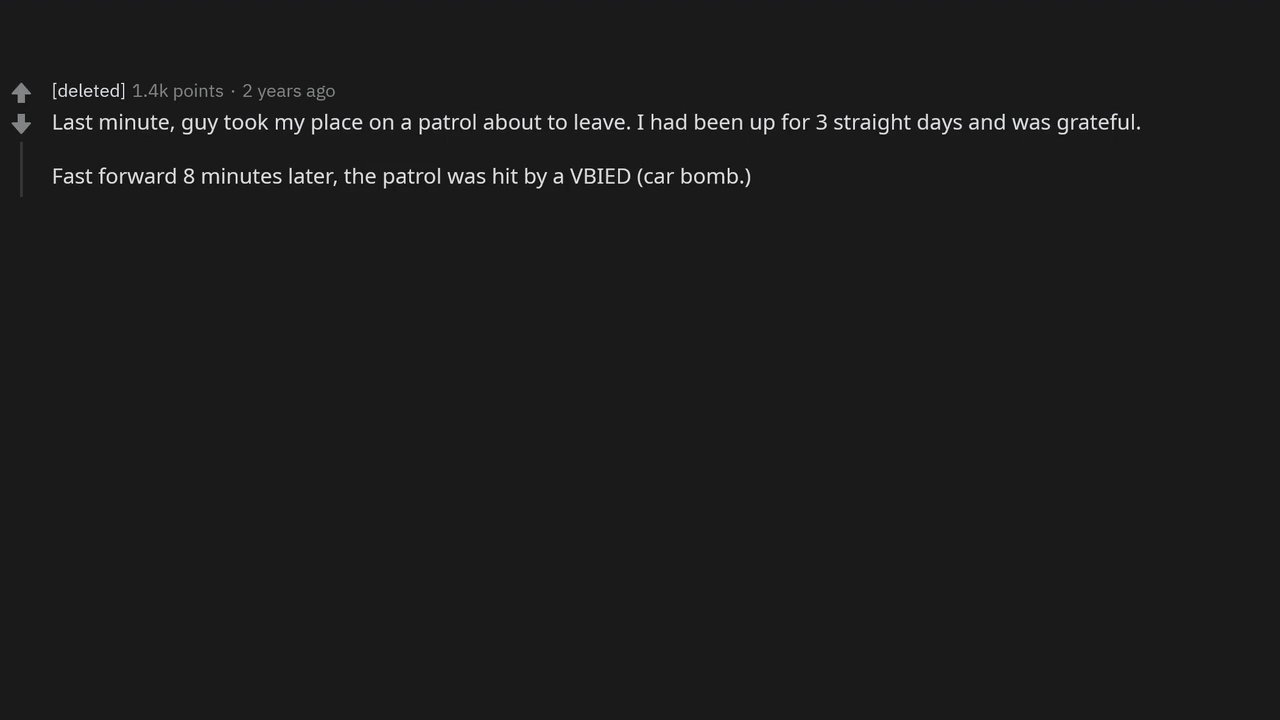 [deleted] 1.4k points · 2 years ago
Last minute, guy took my place on a patrol about to leave. I had been up for 3 straight days and was grateful.
Fast forward 8 minutes later, the patrol was hit by a VBIED (car bomb.)